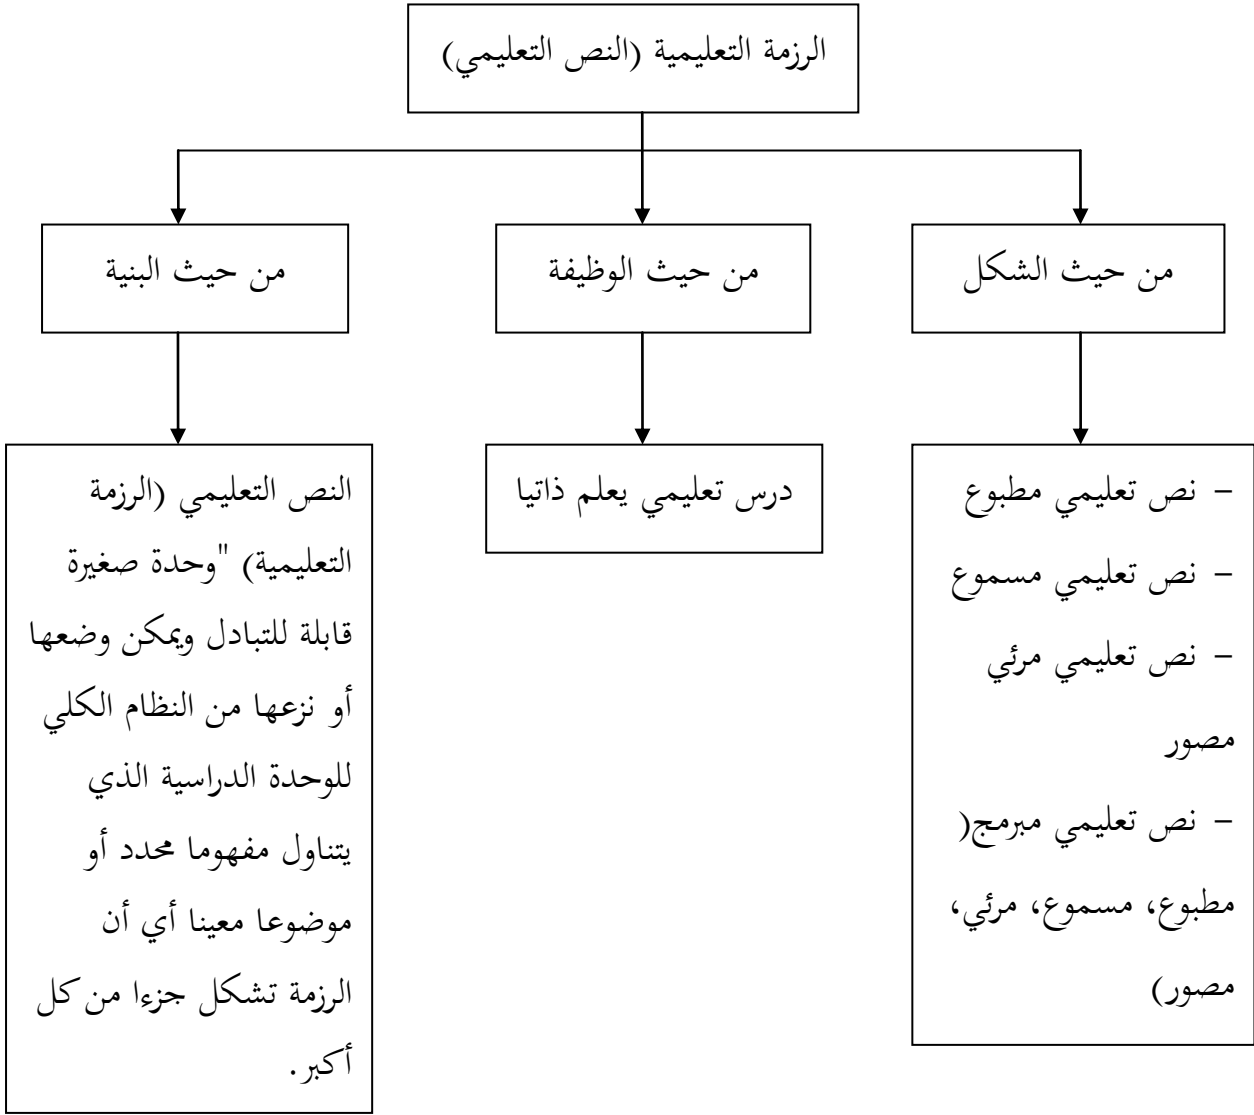 الرزمة التعليمية (النص التعليمي)
من حيث الشكل
من حيث الوظيفة
من حيث البنية
– نص تعليمي مطبوع
– نص تعليمي مسموع
– نص تعليمي مرئي
مصور
– نص تعليمي مبرمج(
مطبوع، مسموع، مرئي،
مصور)
درس تعليمي يعلم ذاتيا
النص التعليمي (الرزمة
التعليمية) "وحدة صغيرة
قابلة للتبادل ويمكن وضعها
أو نزعها من النظام الكلي
للوحدة الدراسية الذي
يتناول مفهوما محدد أو
موضوعا معينا أي أن
الرزمة تشكل جزءا من كل
أكبر.